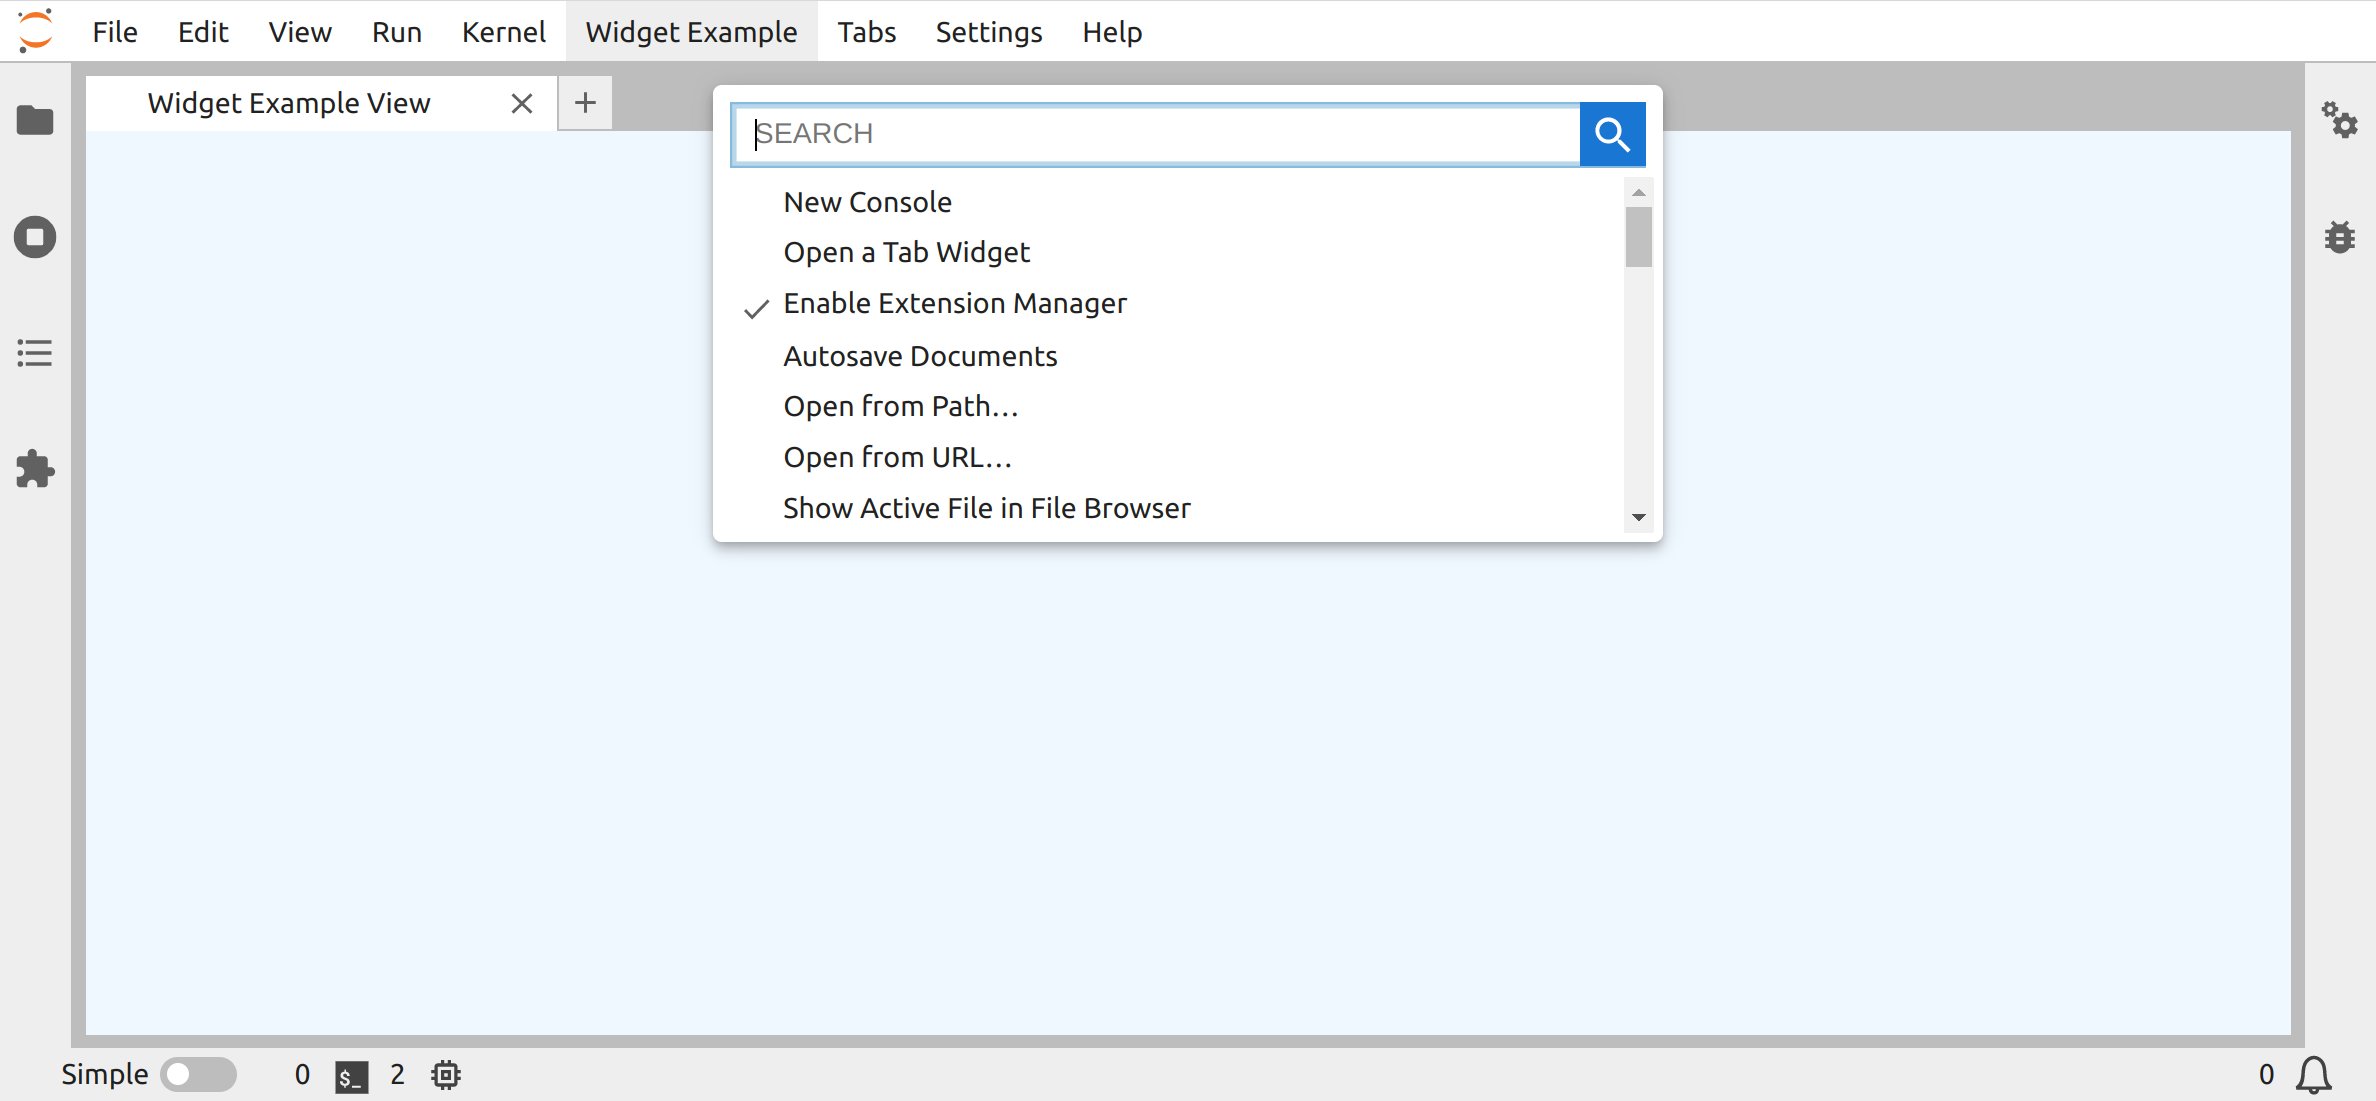 File Edit View Run Kernel Widget Example Tabs Settings Help
Widget Example View
SEARCH
New Console
Open a Tab Widget
Enable Extension Manager
Autosave Documents
Open from Path…
Open from URL…
Show Active File in File Browser
Simple 0 $_ 2 0